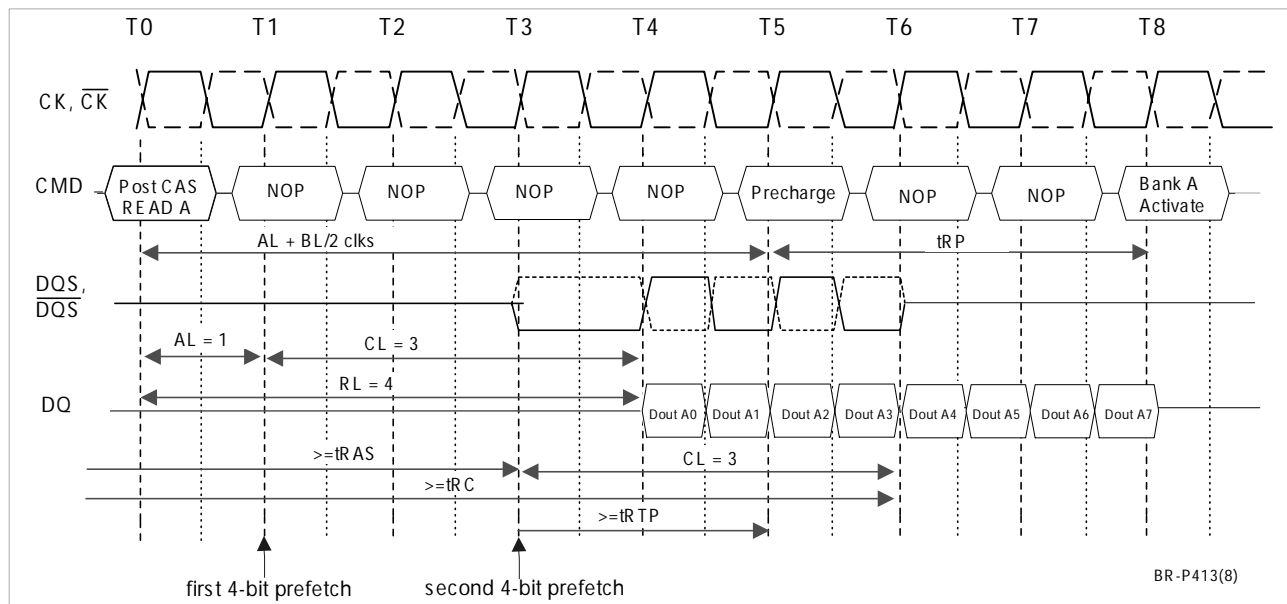 T0 T1 T2 T3 T4 T5 T6 T7 T8
CK, CK
CMD
Post CAS
READ A
NOP
NOP
NOP
NOP
Precharge
NOP
NOP
Bank A
Activate
AL + BL/2 clks
tRP
DQS,
DQS
AL = 1
CL = 3
RL = 4
DQ
Dout A0 Dout A1 Dout A2 Dout A3 Dout A4 Dout A5 Dout A6 Dout A7
>=tRAS
CL = 3
>=tRC
>=tRTP
first 4-bit prefetch
second 4-bit prefetch
BR-P413(8)